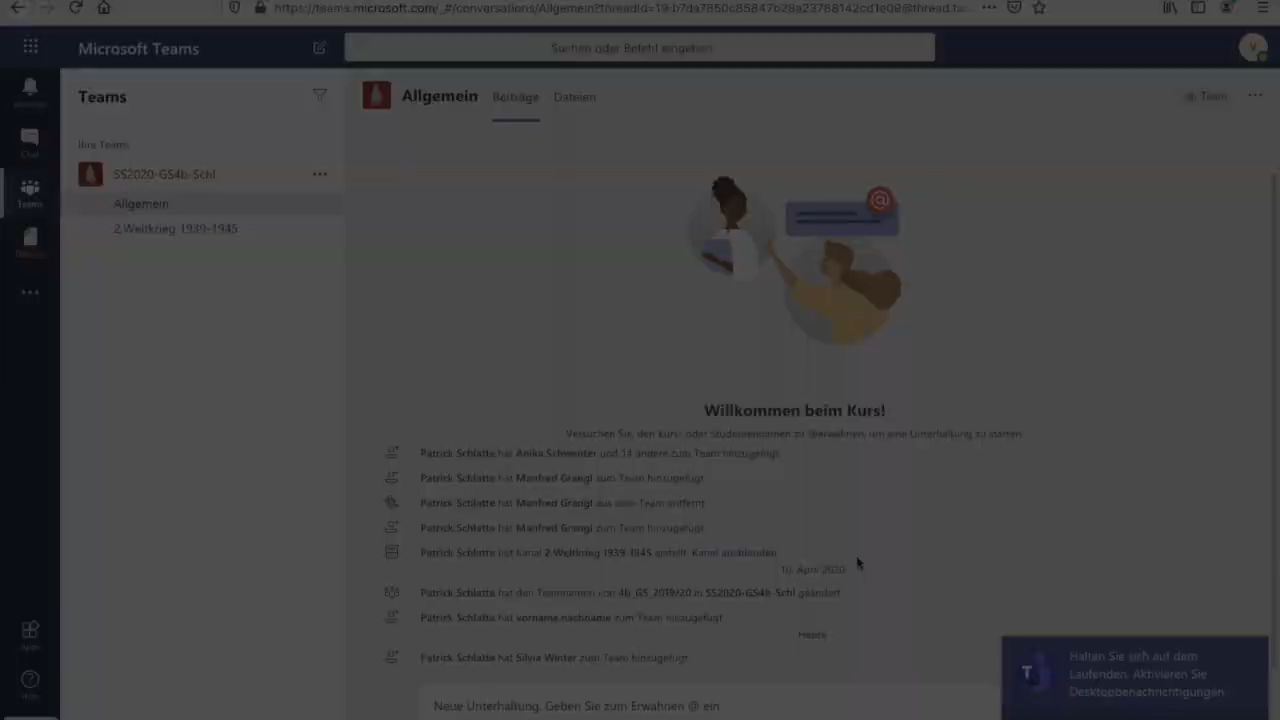 https://teams.microsoft.com/_#/conversations/Allgemein?threadId=19:b7da7850c85847b28a23788142cd1e09@thread.ta...
Microsoft Teams
Suchen oder Befehl eingeben
V
Teams
Allgemein
Beiträge
Dateien
Team
Ihre Teams
SS2020-GS4b-Schl
Allgemein
2.Weltkrieg 1939-1945
Chat
Teams
Willkommen beim Kurs!
Versuchen Sie, den Kurs- oder Studentennamen zu @erwähnen, um eine Unterhaltung zu starten.
Patrick Schlatte hat Anika Schwenter und 14 andere zum Team hinzugefügt.
Patrick Schlatte hat Manfred Grangl zum Team hinzugefügt.
Patrick Schlatte hat Manfred Grangl aus dem Team entfernt.
Patrick Schlatte hat Manfred Grangl zum Team hinzugefügt.
Patrick Schlatte hat Kanal 2.Weltkrieg 1939-1945 erstellt. Kanal ausblenden
10. April 2020
Patrick Schlatte hat den Teamnamen von 4b_GS_2019/20 in SS2020-GS4b-Schl geändert.
Patrick Schlatte hat vorname.nachname zum Team hinzugefügt.
Heute
Patrick Schlatte hat Silvia Winter zum Team hinzugefügt.
Neue Unterhaltung. Geben Sie zum Erwähnen @ ein.
T
Halten Sie sich auf dem
Laufenden. Aktivieren Sie
Desktopbenachrichtigungen.